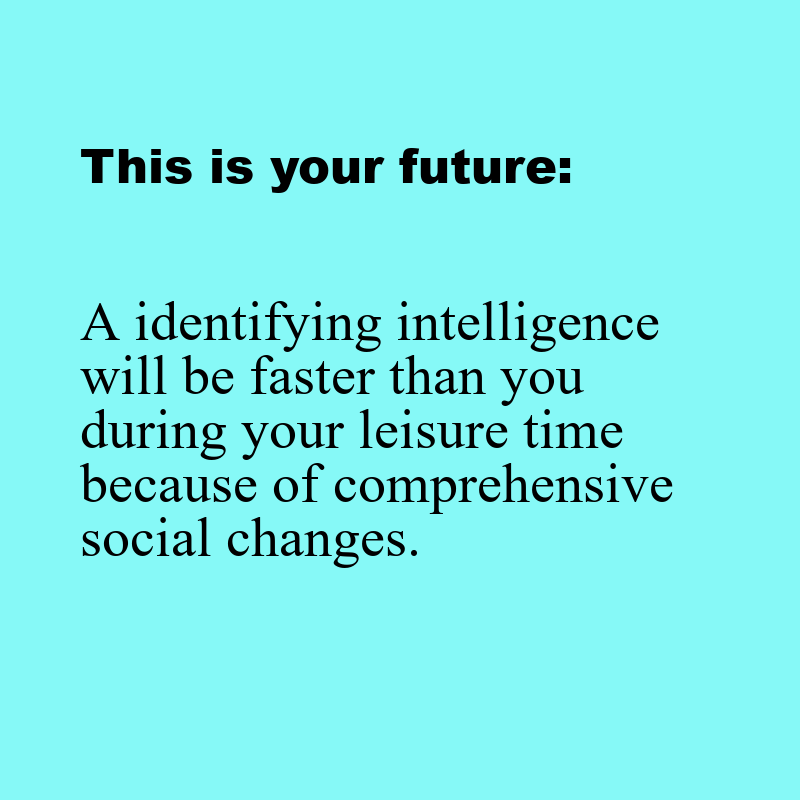 This is your future:
A identifying intelligence
will be faster than you
during your leisure time
because of comprehensive
social changes.